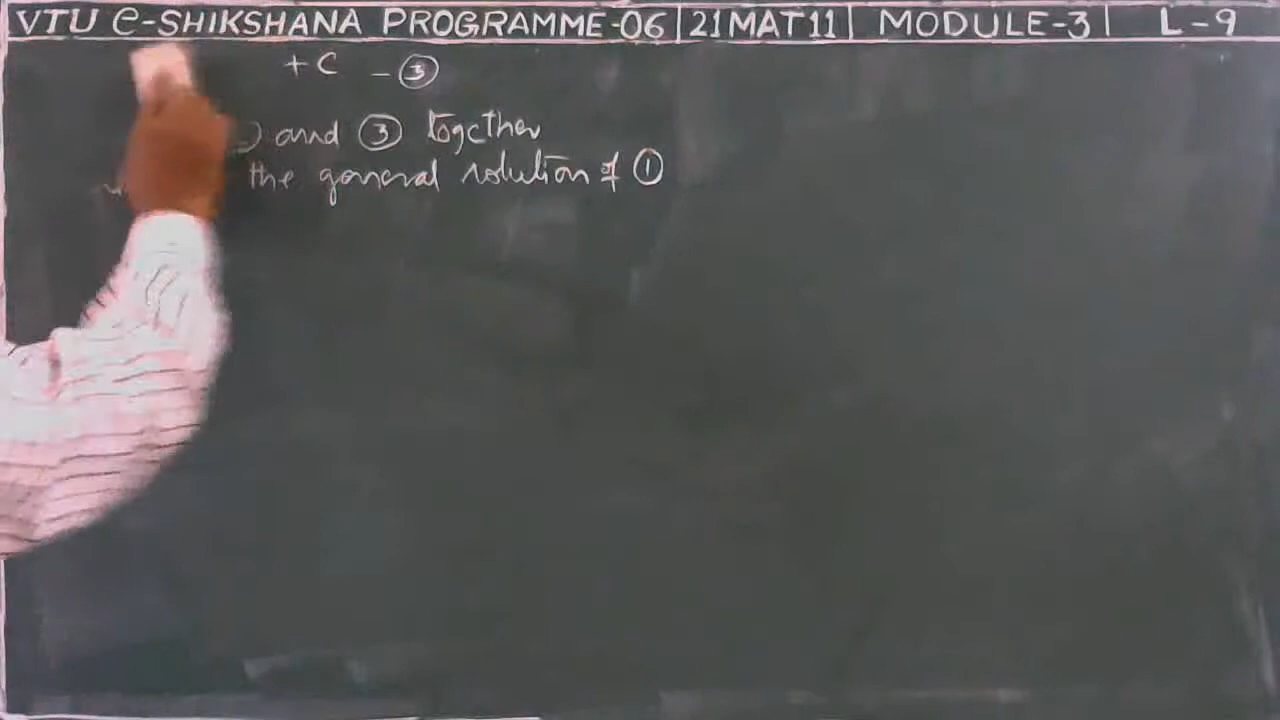 VTU e-SHIKSHANA PROGRAMME-06 | 21MAT11 | MODULE-3 | L-9
+C - ③
and ③ together
the general solution of ①